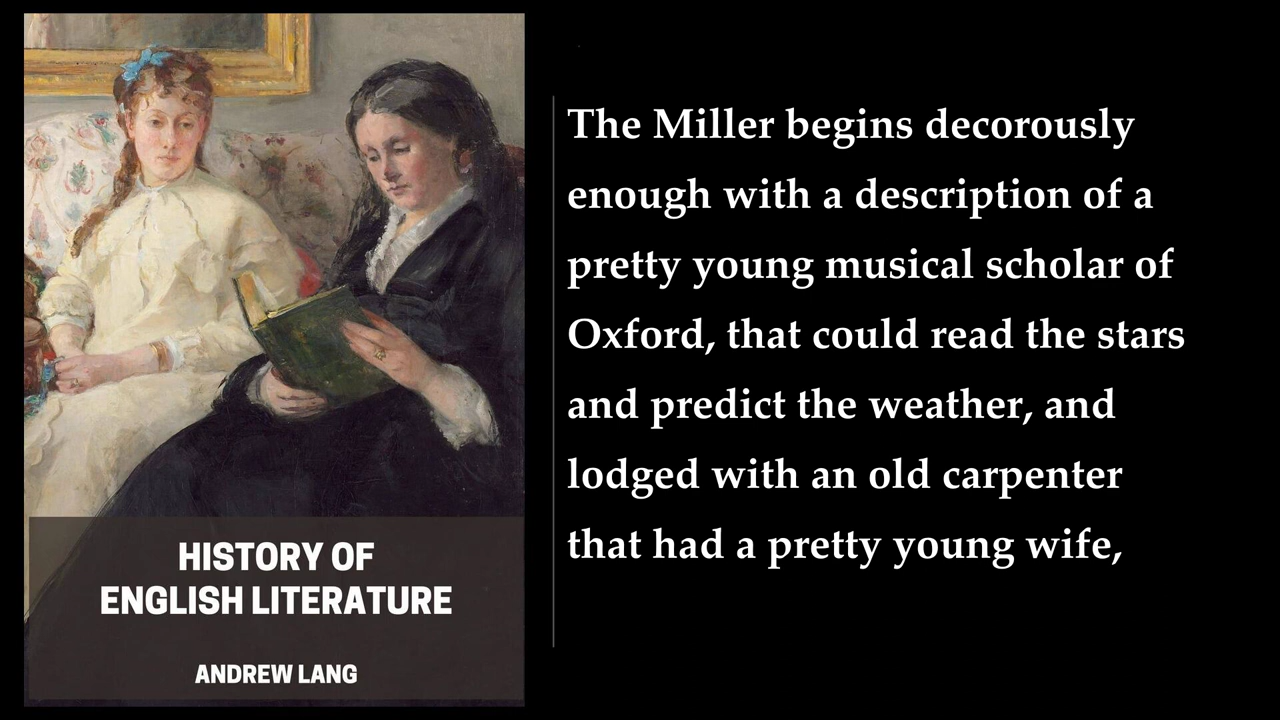 HISTORY OF
ENGLISH LITERATURE
ANDREW LANG
The Miller begins decorously
enough with a description of a
pretty young musical scholar of
Oxford, that could read the stars
and predict the weather, and
lodged with an old carpenter
that had a pretty young wife,